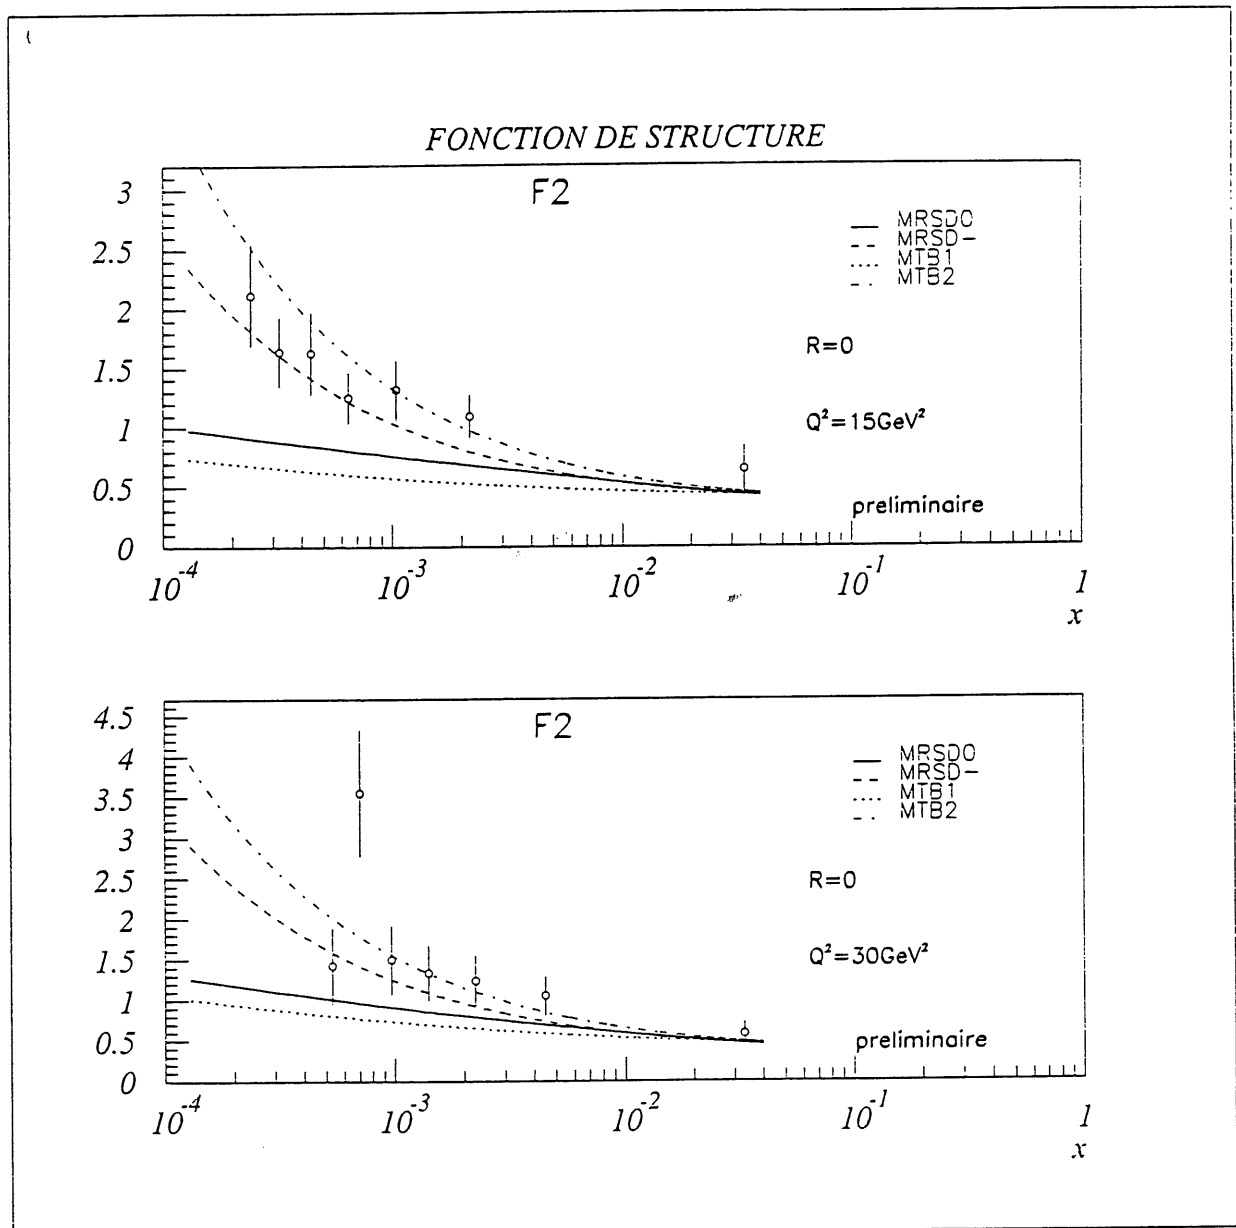 FONCTION DE STRUCTURE
F2
3
2.5
2
1.5
1
0.5
0
MRSD0
MRSD-
MTB1
MTB2
R=0
Q²=15GeV²
preliminaire
10⁻⁴
10⁻³
10⁻²
10⁻¹
1
x
F2
4.5
4
3.5
3
2.5
2
1.5
1
0.5
0
MRSD0
MRSD-
MTB1
MTB2
R=0
Q²=30GeV²
preliminaire
10⁻⁴
10⁻³
10⁻²
10⁻¹
1
x